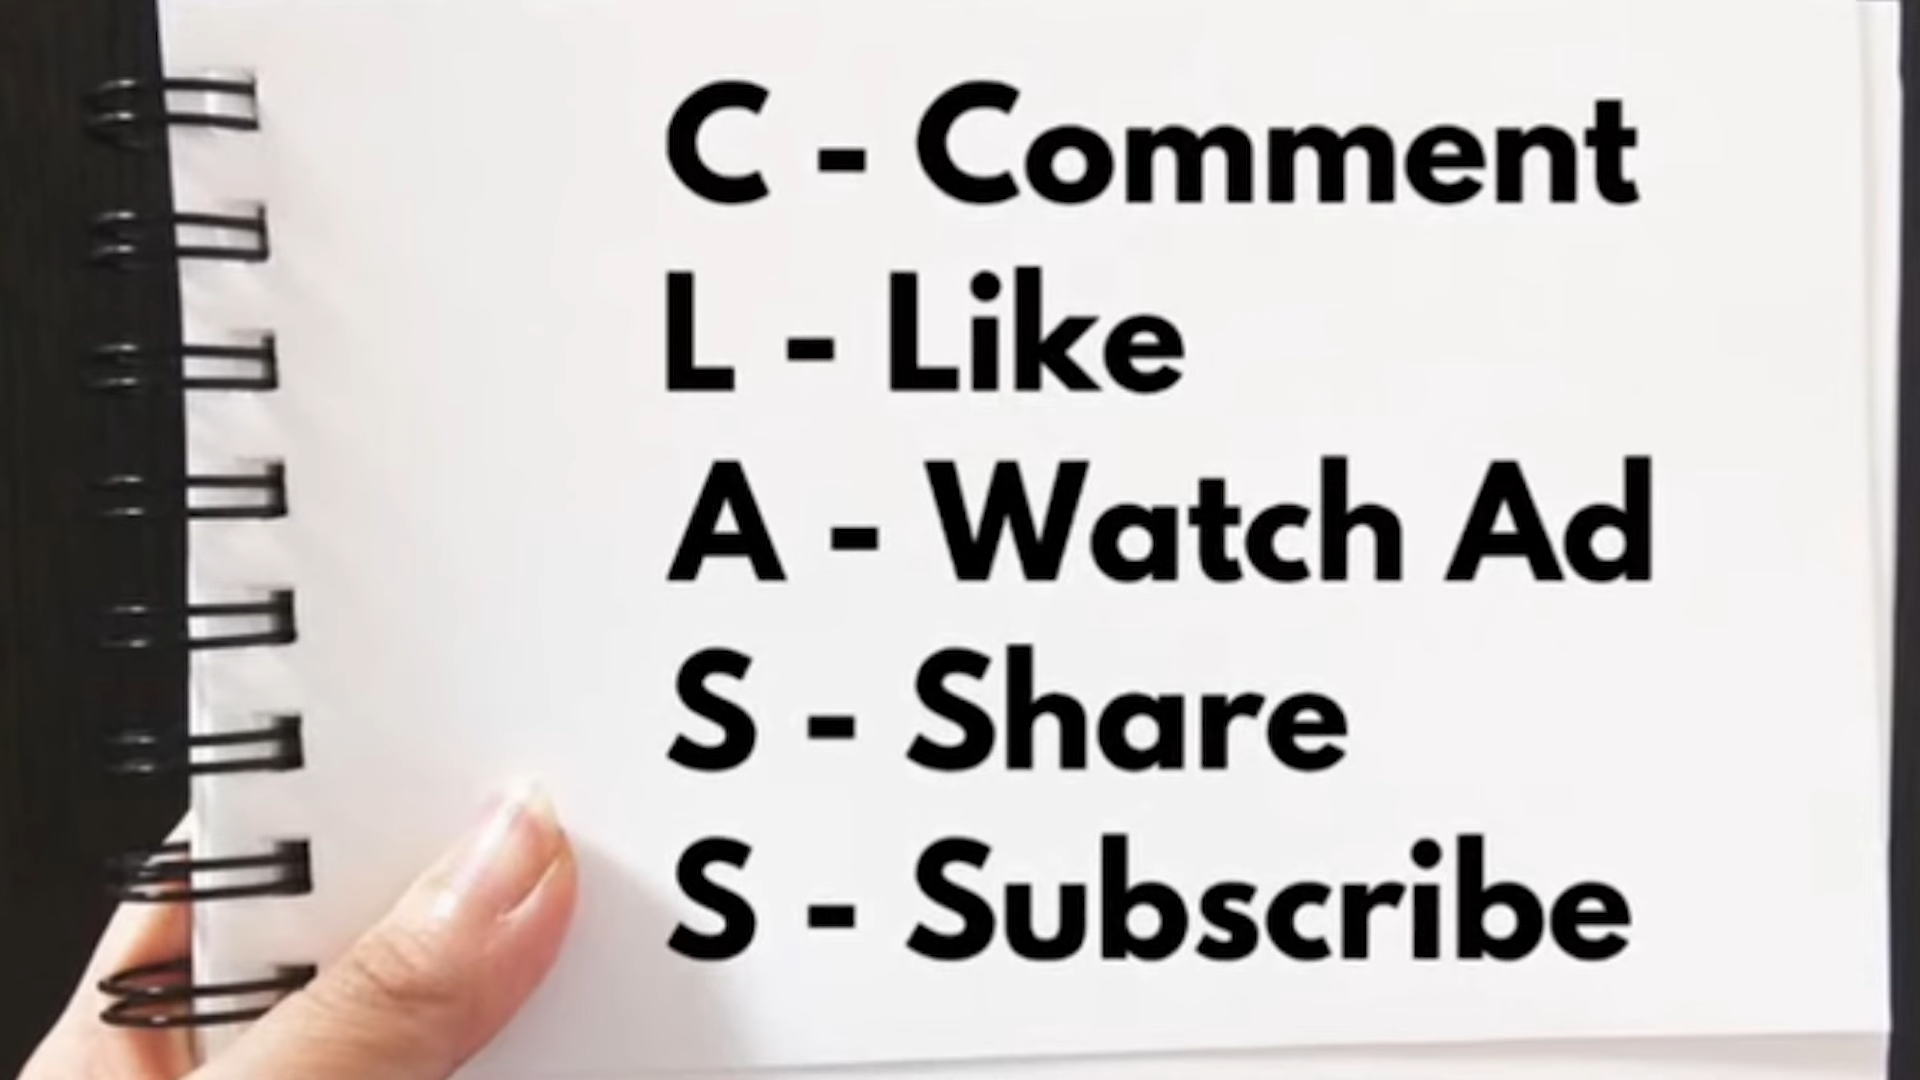 C - Comment
L - Like
A - Watch Ad
S - Share
S - Subscribe